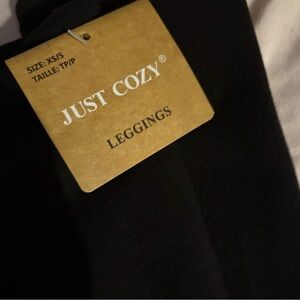 SIZE: XS/S
TAILLE: TP/P
JUST COZY®
LEGGINGS